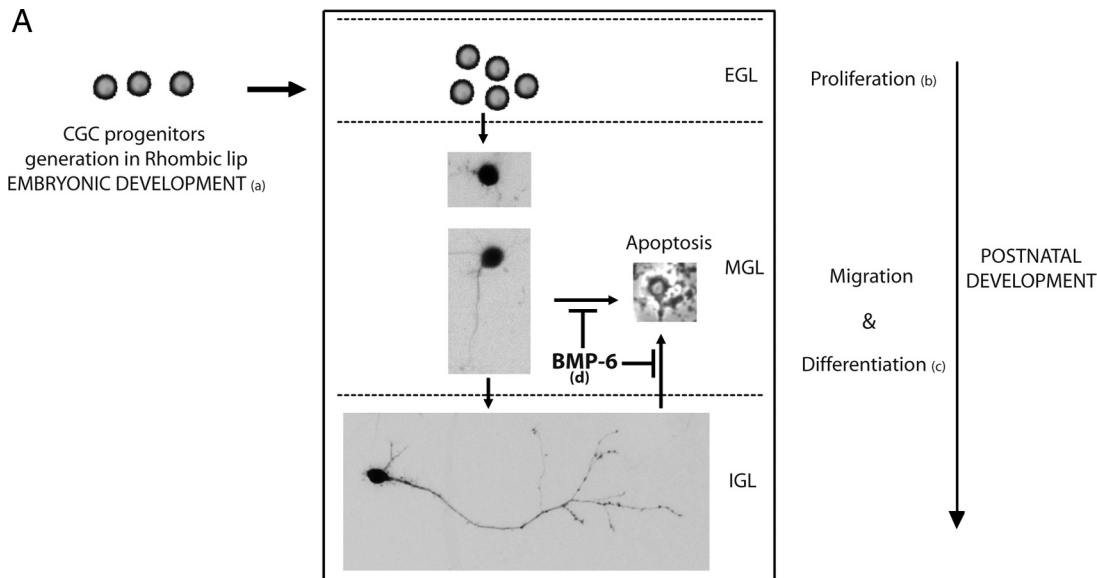 A
CGC progenitors
generation in Rhombic lip
EMBRYONIC DEVELOPMENT (a)
EGL
Proliferation (b)
Apoptosis
MGL
BMP-6
(d)
Migration
&
Differentiation (c)
POSTNATAL
DEVELOPMENT
IGL